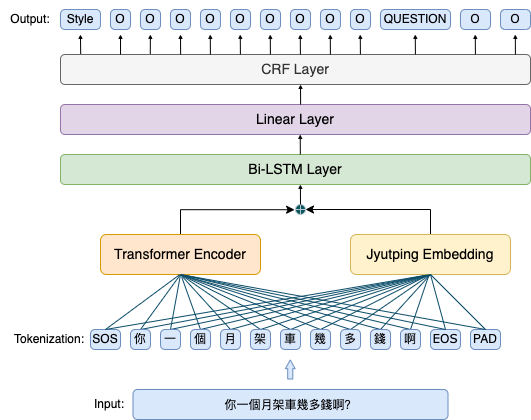 Output: Style O O O O O O O O O QUESTION O O
CRF Layer
Linear Layer
Bi-LSTM Layer
Transformer Encoder Jyutping Embedding
Tokenization: SOS 你 一 個 月 架 車 幾 多 錢 啊 EOS PAD
Input: 你一個月架車幾多錢啊?